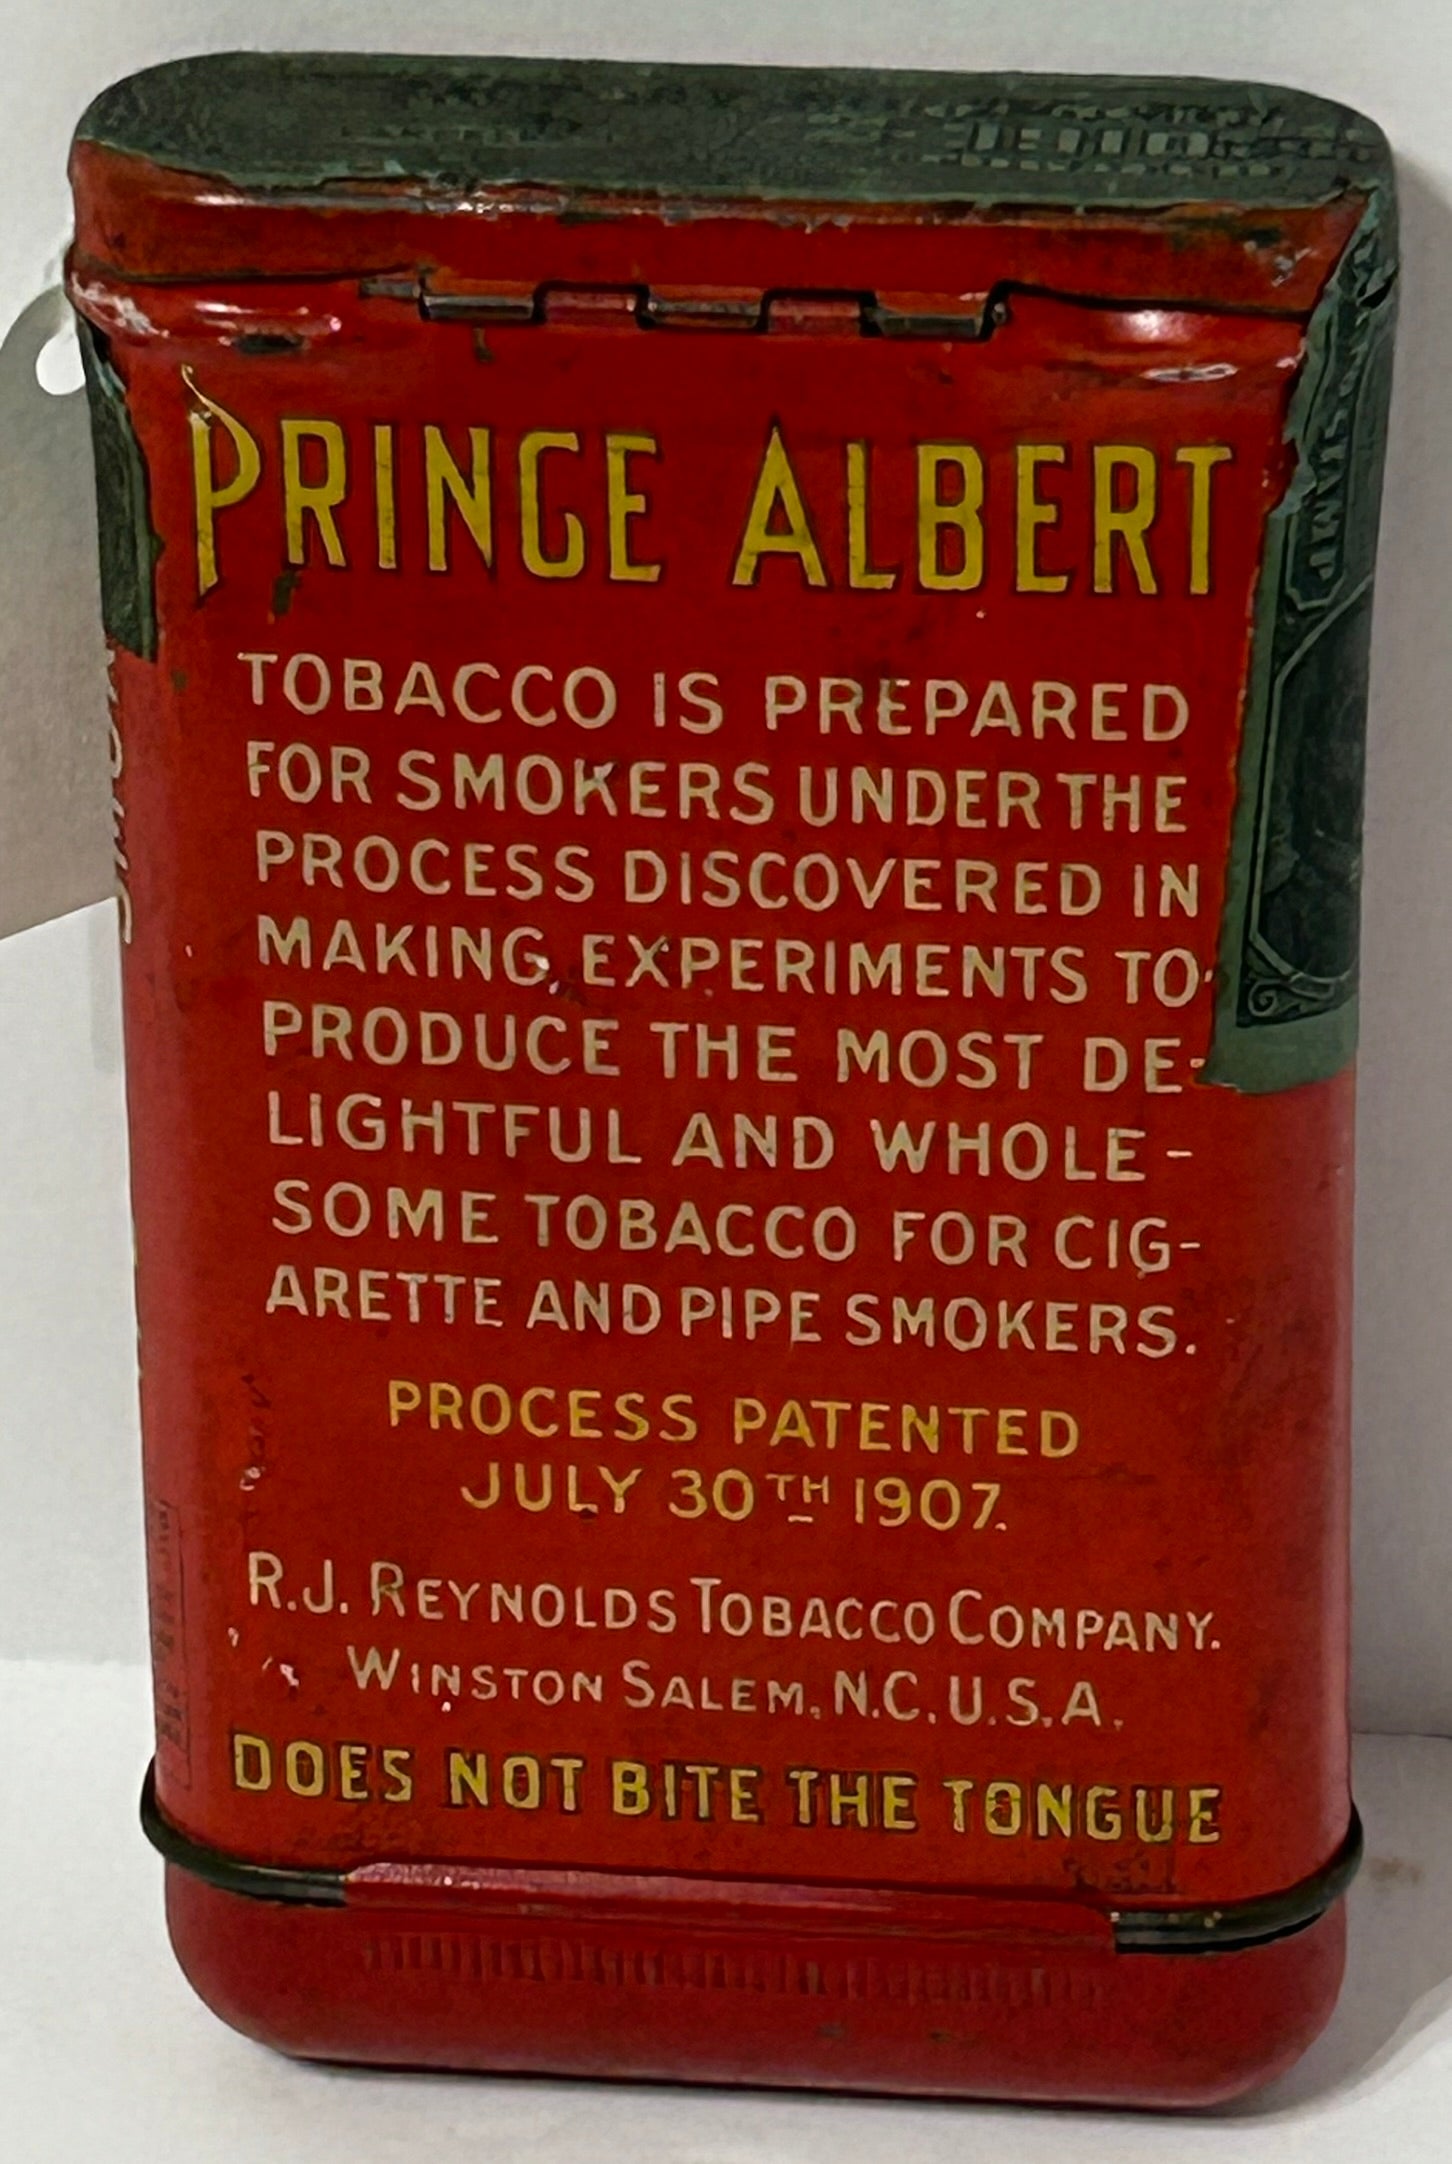 PRINCE ALBERT
TOBACCO IS PREPARED
FOR SMOKERS UNDER THE
PROCESS DISCOVERED IN
MAKING EXPERIMENTS TO
PRODUCE THE MOST DE-
LIGHTFUL AND WHOLE-
SOME TOBACCO FOR CIG-
ARETTE AND PIPE SMOKERS.
PROCESS PATENTED
JULY 30TH 1907.
R.J. REYNOLDS TOBACCO COMPANY.
WINSTON SALEM, N.C. U.S.A.
DOES NOT BITE THE TONGUE
STAMP